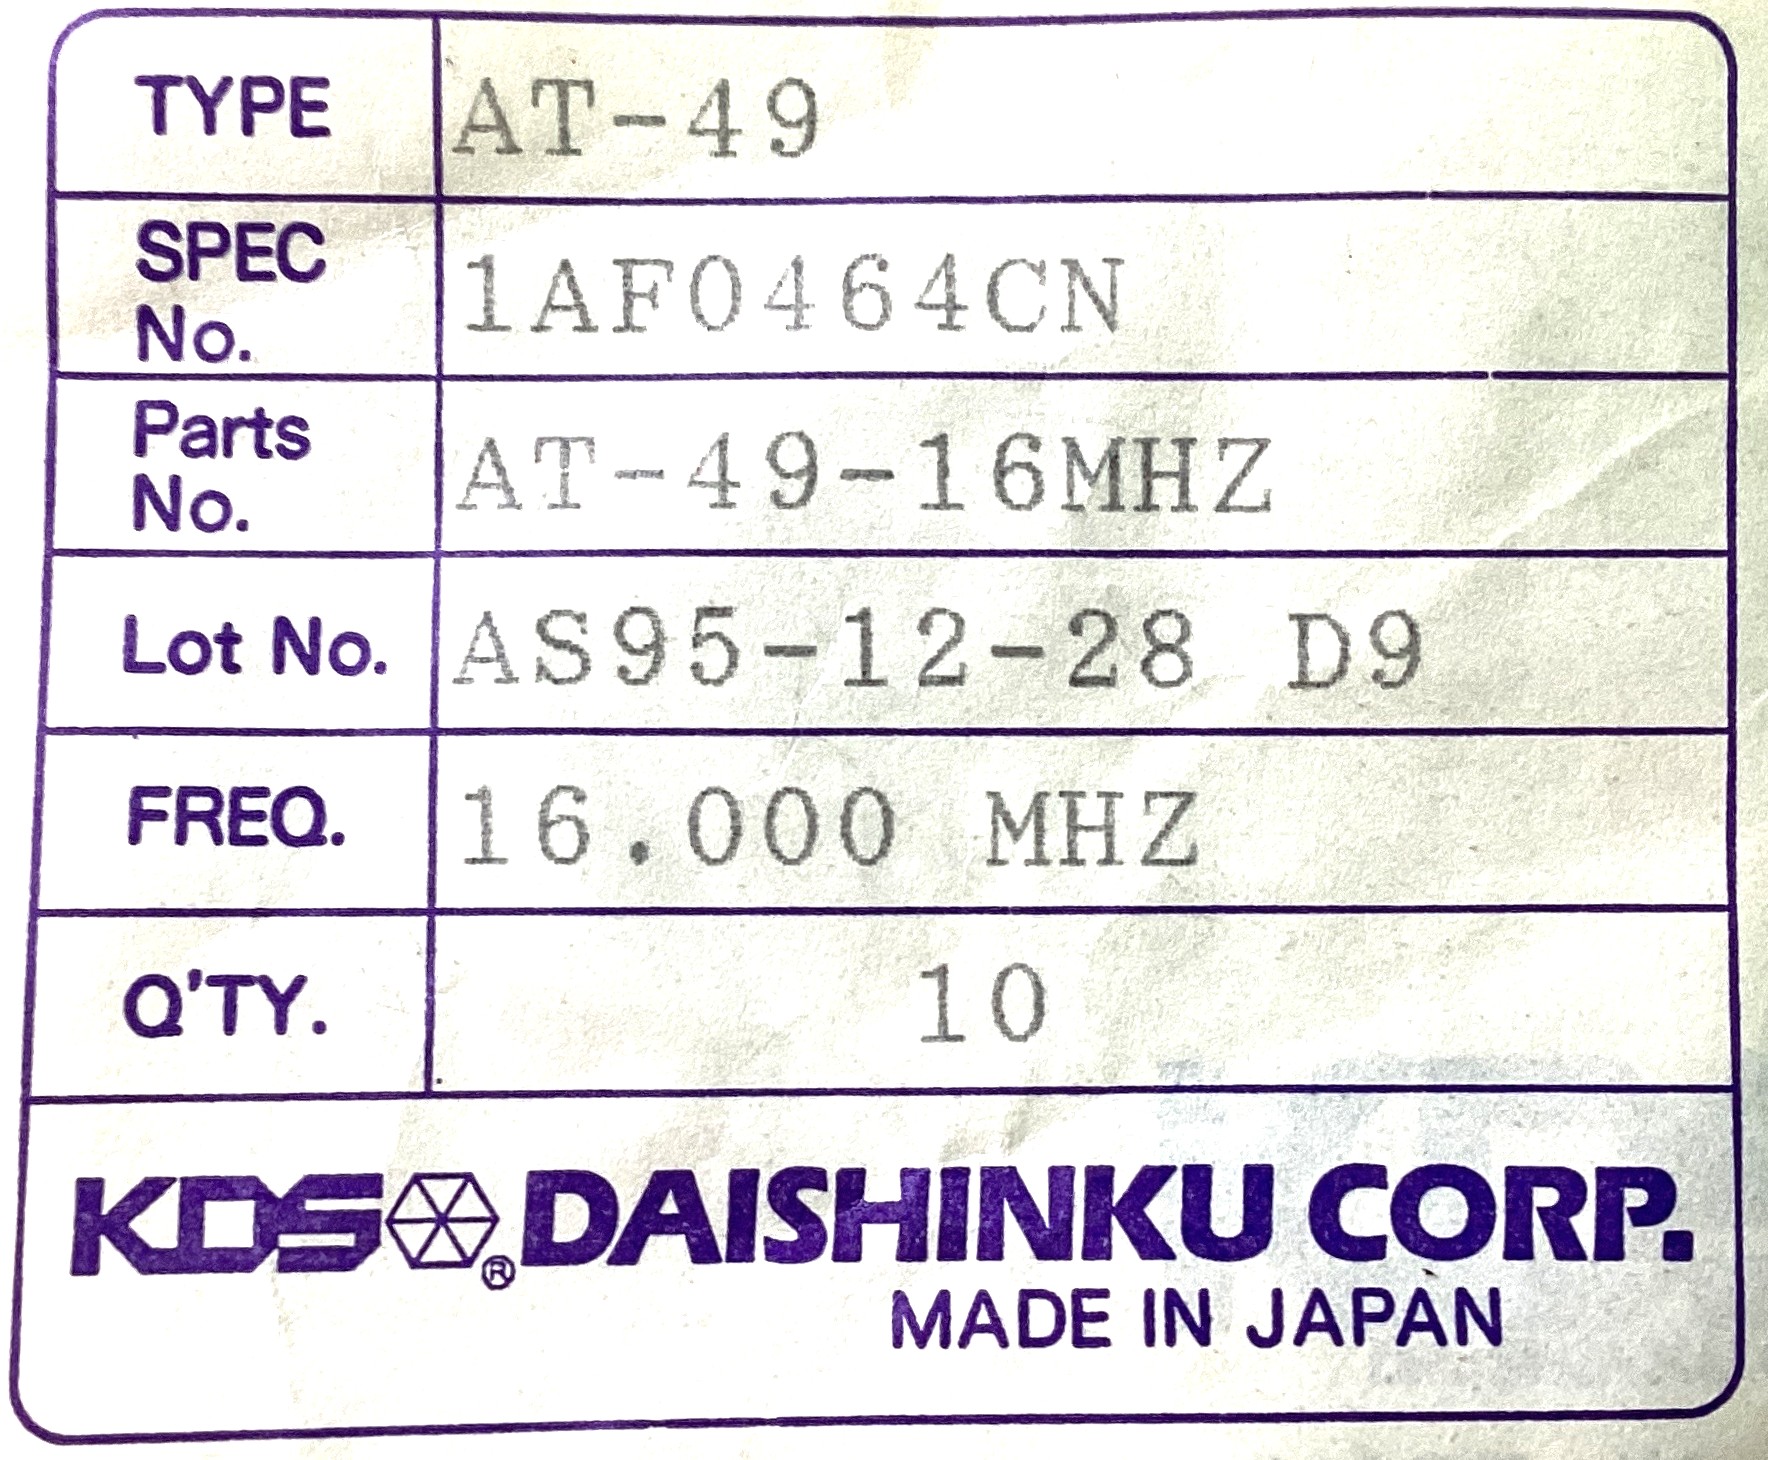 TYPE AT-49
SPEC No. 1AF0464CN
Parts No. AT-49-16MHZ
Lot No. AS95-12-28 D9
FREQ. 16.000 MHZ
Q'TY. 10
KDS® DAISHINKU CORP.
MADE IN JAPAN